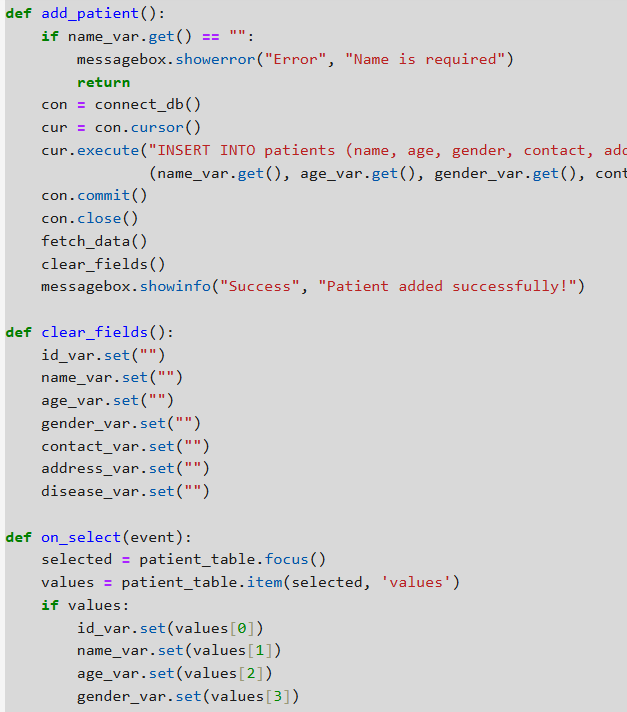 def add_patient():
    if name_var.get() == "":
        messagebox.showerror("Error", "Name is required")
        return
    con = connect_db()
    cur = con.cursor()
    cur.execute("INSERT INTO patients (name, age, gender, contact,
                (name_var.get(), age_var.get(), gender_var.get(),
    con.commit()
    con.close()
    fetch_data()
    clear_fields()
    messagebox.showinfo("Success", "Patient added successfully!")
def clear_fields():
    id_var.set("")
    name_var.set("")
    age_var.set("")
    gender_var.set("")
    contact_var.set("")
    address_var.set("")
    disease_var.set("")
def on_select(event):
    selected = patient_table.focus()
    values = patient_table.item(selected, 'values')
    if values:
        id_var.set(values[0])
        name_var.set(values[1])
        age_var.set(values[2])
        gender_var.set(values[3])